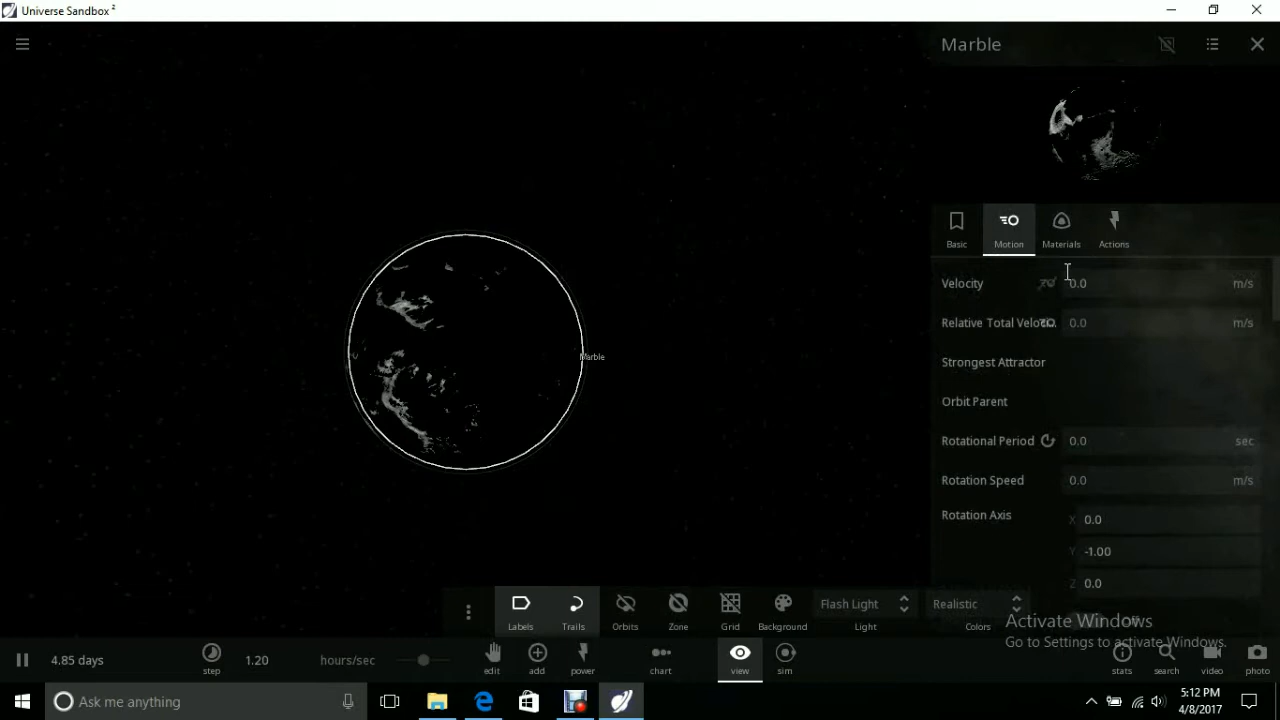 Universe Sandbox ²
Marble
Basic
Motion
Materials
Actions
Velocity 0.0 m/s
Relative Total Veloci... 0.0 m/s
Strongest Attractor
Orbit Parent
Rotational Period 0.0 sec
Rotation Speed 0.0 m/s
Rotation Axis X 0.0
Y -1.00
Z 0.0
Marble
Labels
Trails
Orbits
Zone
Grid
Background
Flash Light
Light
Realistic
Colors
Activate Windows
Go to Settings to activate Windows.
4.85 days
step
1.20 hours/sec
edit
add
power
chart
view
sim
stats
search
video
photo
Ask me anything
5:12 PM
4/8/2017